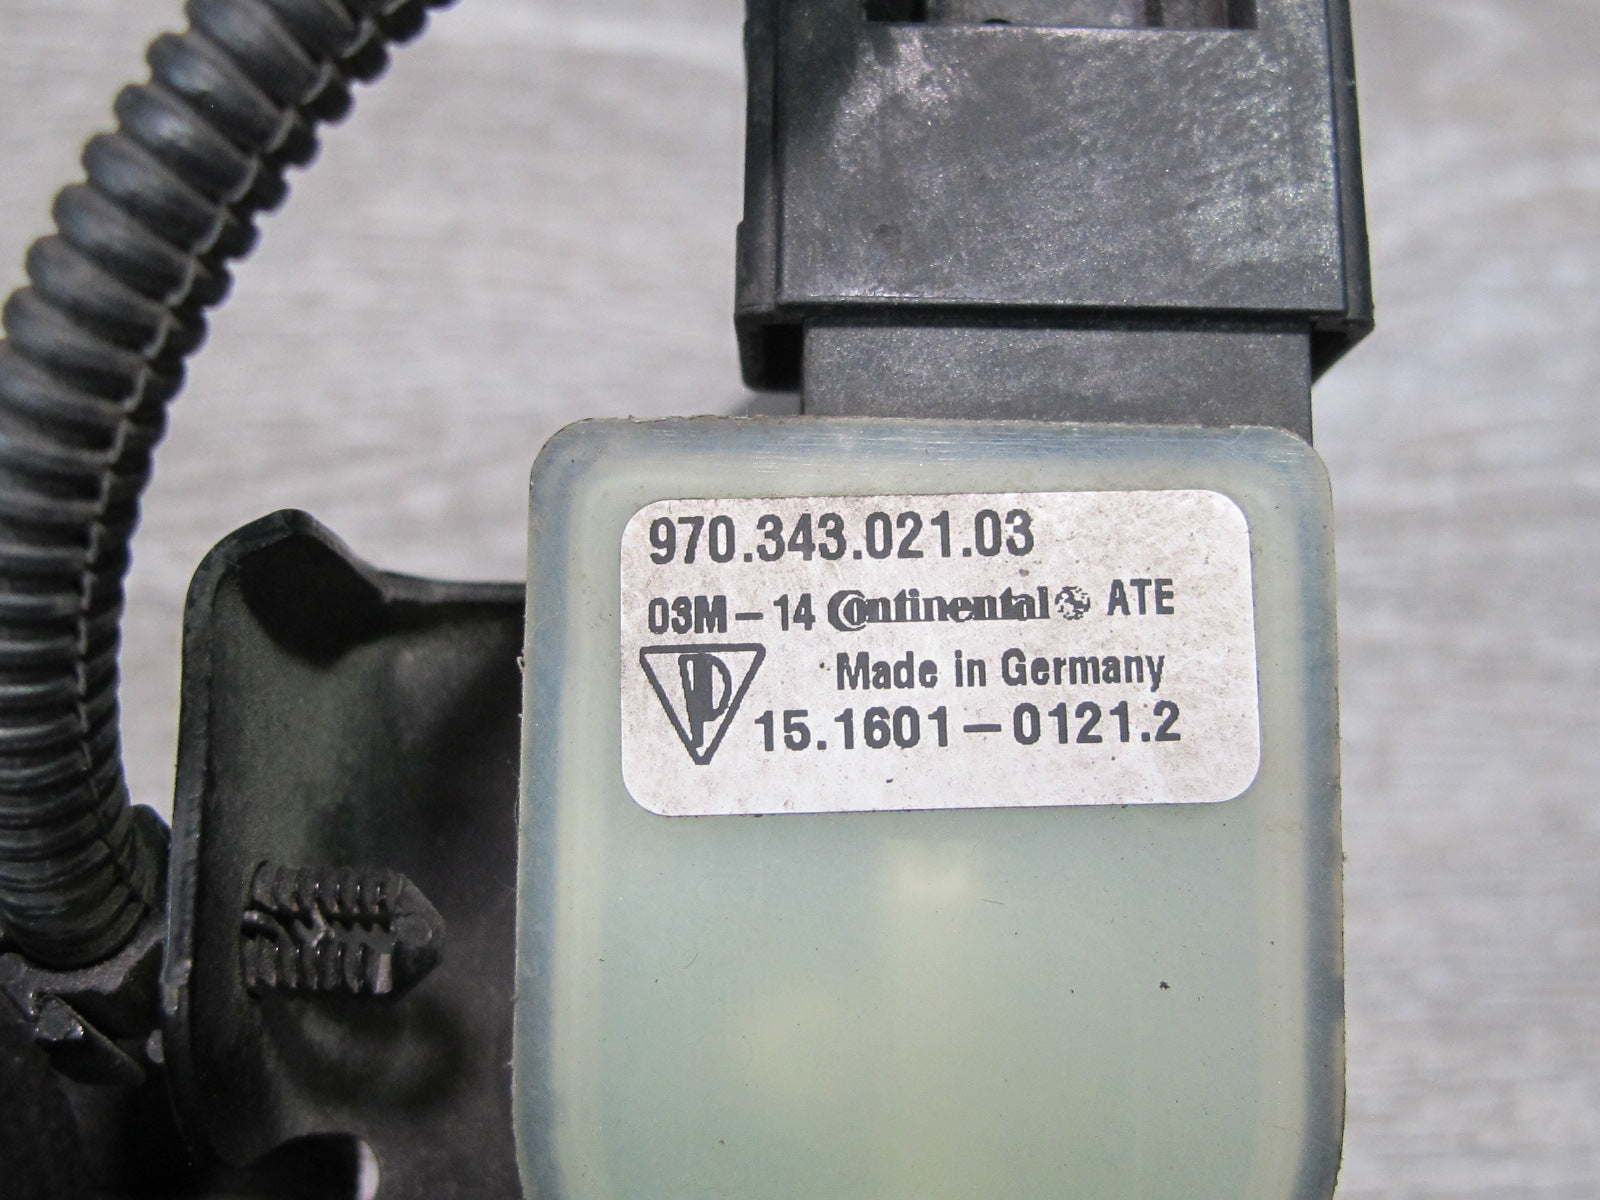 970.343.021.03
03M-14 Continental ATE
Made in Germany
15.1601-0121.2